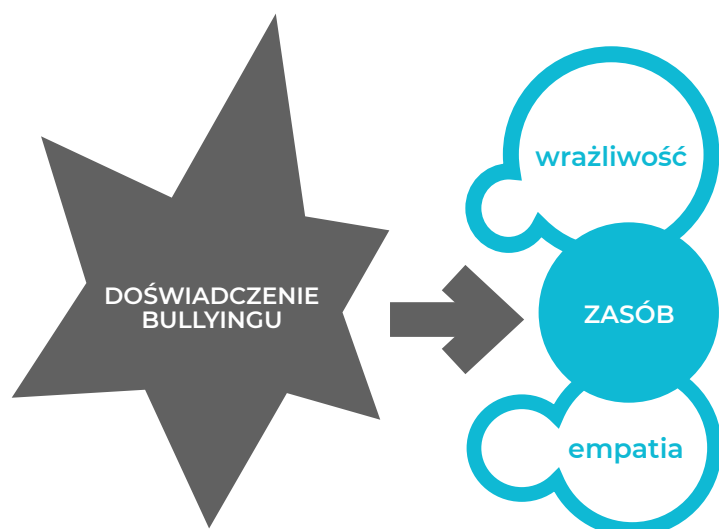 DOŚWIADCZENIE
BULLYINGU
wrażliwość
ZASÓB
empatia